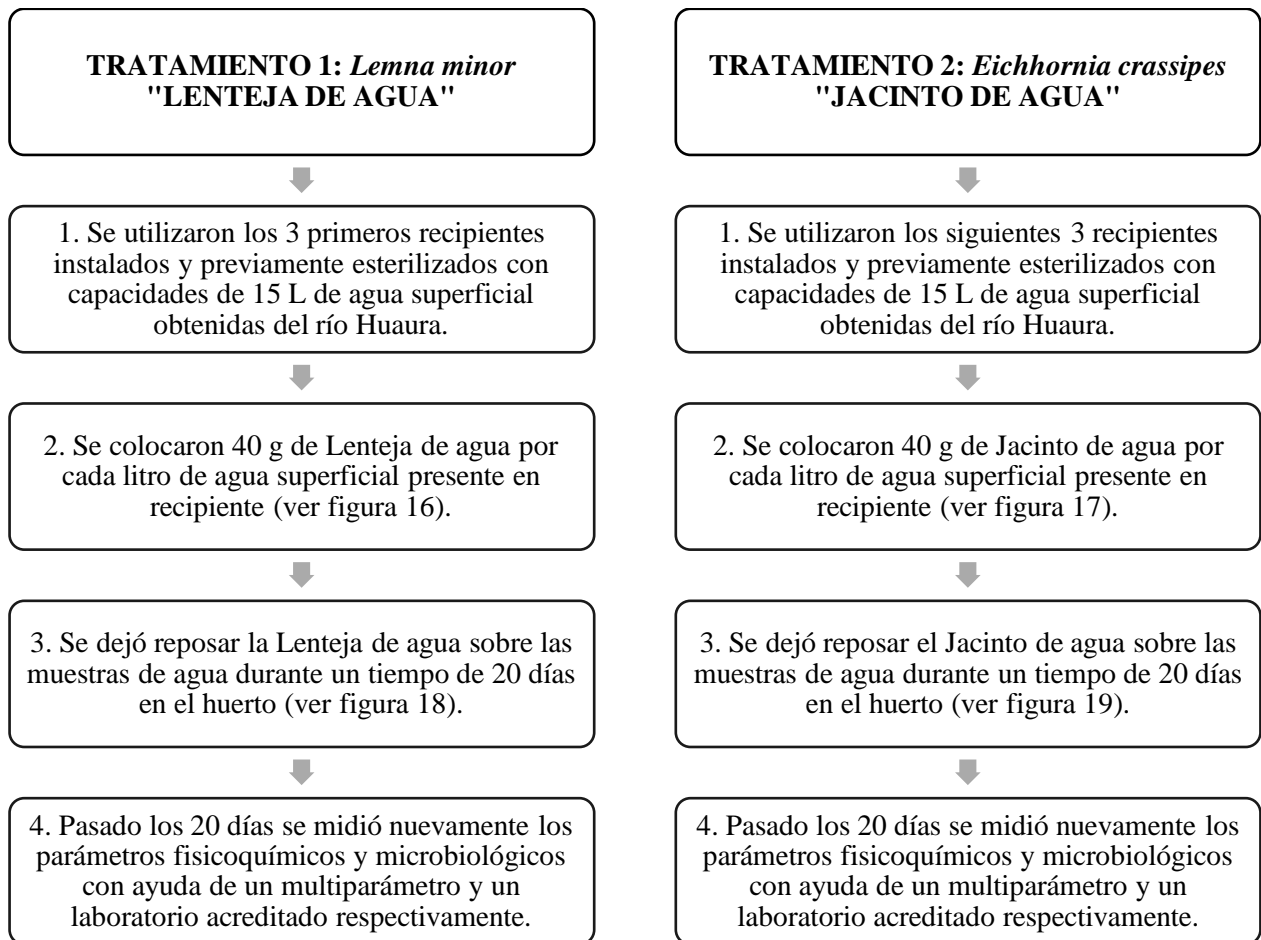 TRATAMIENTO 1: Lemna minor
"LENTEJA DE AGUA"
1. Se utilizaron los 3 primeros recipientes
instalados y previamente esterilizados con
capacidades de 15 L de agua superficial
obtenidas del río Huaura.
2. Se colocaron 40 g de Lenteja de agua por
cada litro de agua superficial presente en
recipiente (ver figura 16).
3. Se dejó reposar la Lenteja de agua sobre las
muestras de agua durante un tiempo de 20 días
en el huerto (ver figura 18).
4. Pasado los 20 días se midió nuevamente los
parámetros fisicoquímicos y microbiológicos
con ayuda de un multiparámetro y un
laboratorio acreditado respectivamente.
TRATAMIENTO 2: Eichhornia crassipes
"JACINTO DE AGUA"
1. Se utilizaron los siguientes 3 recipientes
instalados y previamente esterilizados con
capacidades de 15 L de agua superficial
obtenidas del río Huaura.
2. Se colocaron 40 g de Jacinto de agua por
cada litro de agua superficial presente en
recipiente (ver figura 17).
3. Se dejó reposar el Jacinto de agua sobre las
muestras de agua durante un tiempo de 20 días
en el huerto (ver figura 19).
4. Pasado los 20 días se midió nuevamente los
parámetros fisicoquímicos y microbiológicos
con ayuda de un multiparámetro y un
laboratorio acreditado respectivamente.